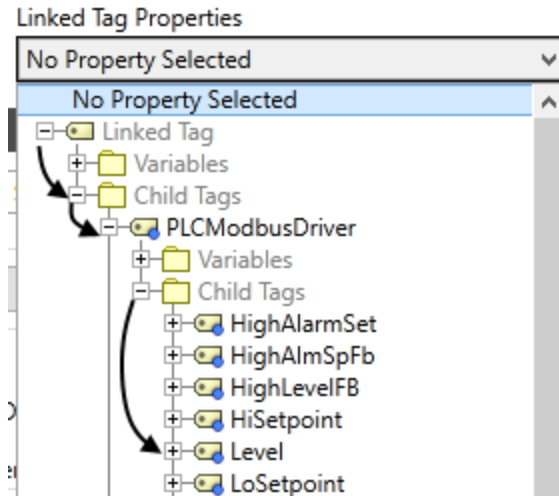 Linked Tag Properties
No Property Selected
No Property Selected
Linked Tag
Variables
Child Tags
PLCModbusDriver
Variables
Child Tags
HighAlarmSet
HighAlmSpFb
HighLevelFB
HiSetpoint
Level
LoSetpoint